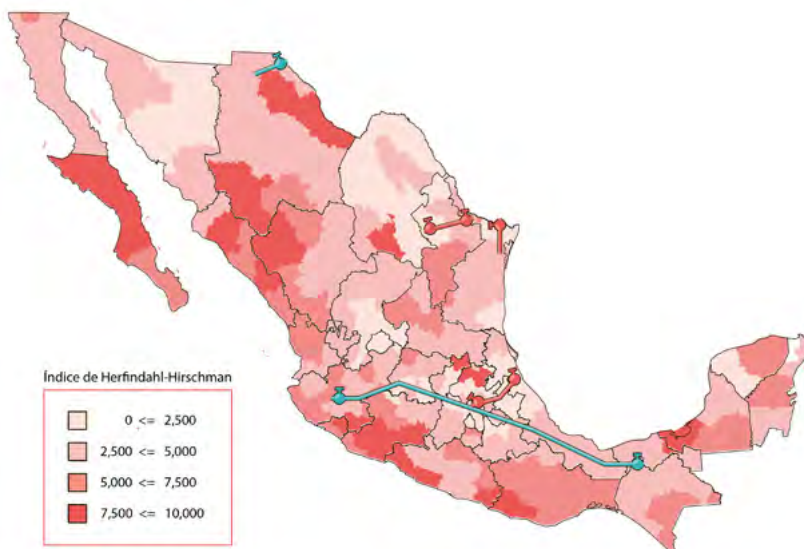 Índice de Herfindahl-Hirschman
0 <= 2,500
2,500 <= 5,000
5,000 <= 7,500
7,500 <= 10,000